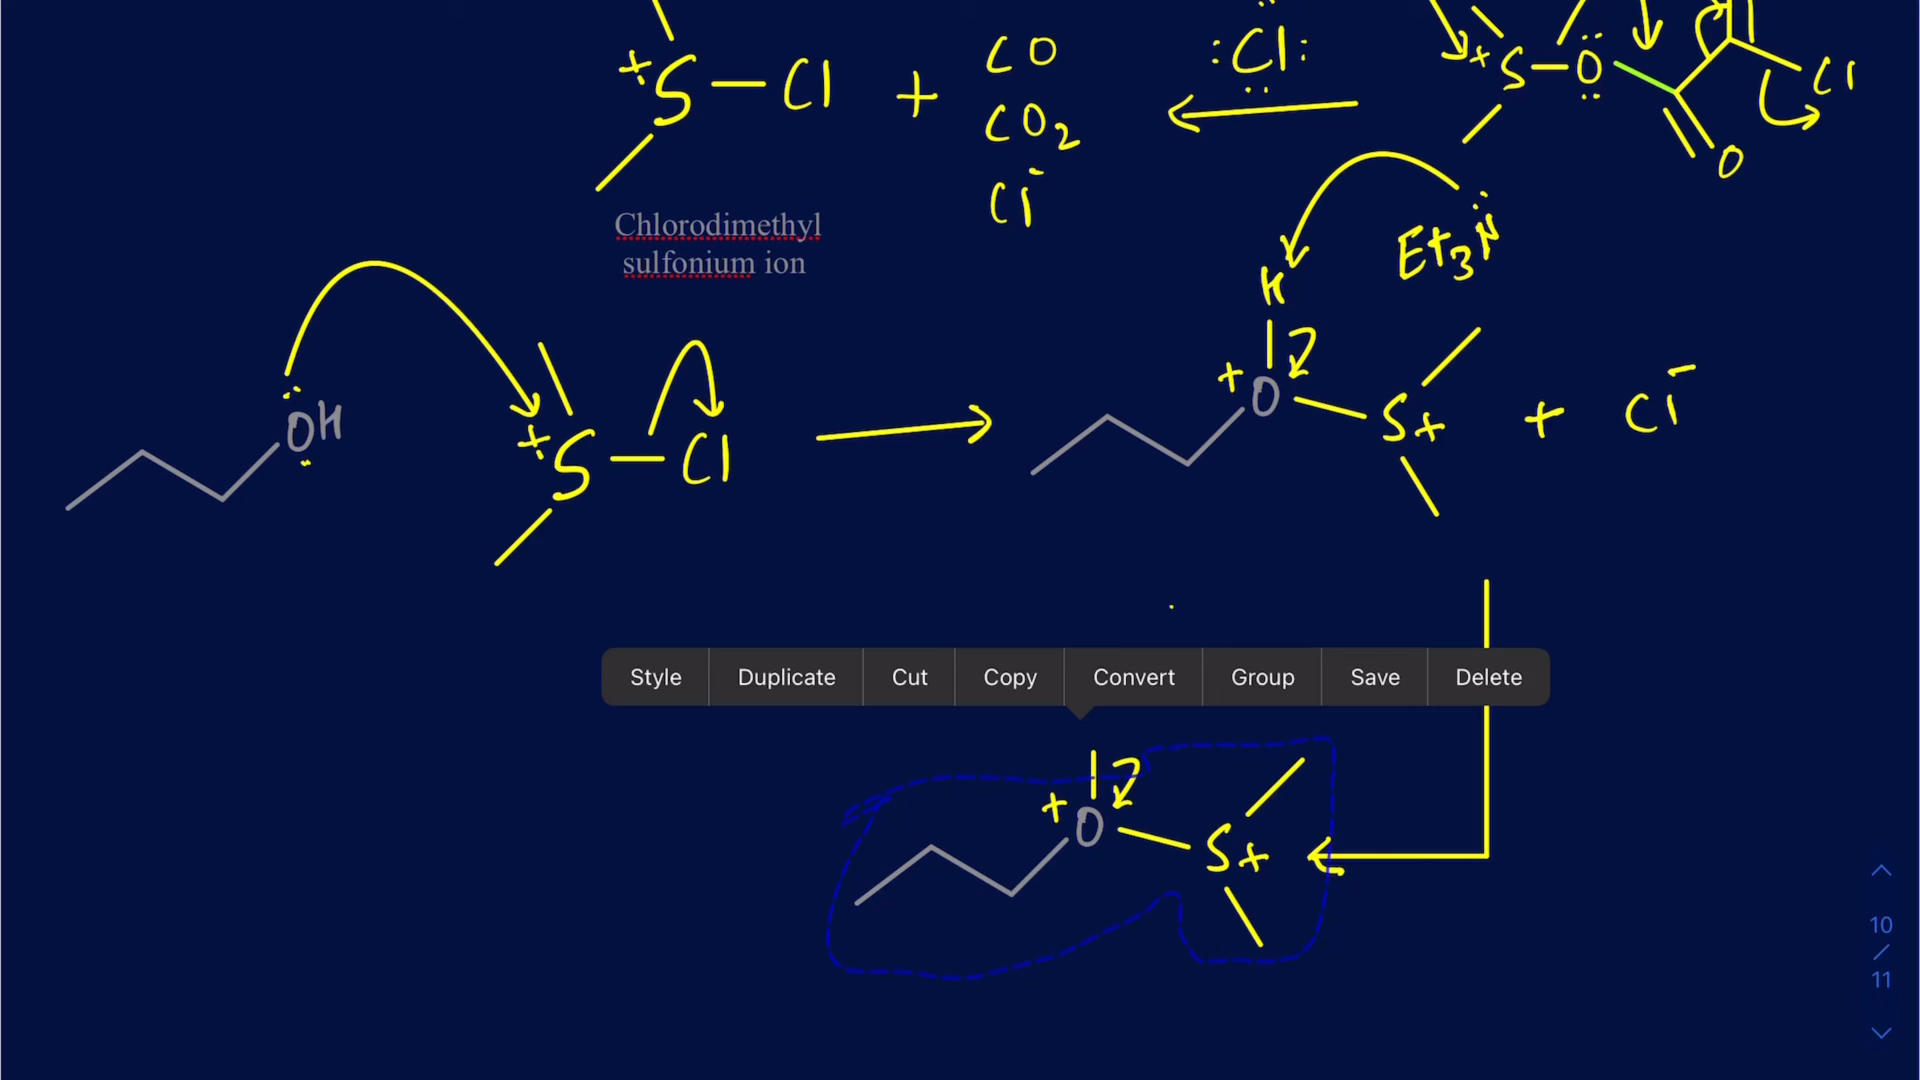 +S — Cl + CO
CO2
Cl-
:Cl:
+S — O
Cl
O
Chlorodimethyl
sulfonium ion
Et3N
H
OH
+S — Cl
+O
S+
+ Cl-
Style Duplicate Cut Copy Convert Group Save Delete
+O
S+
10
/
11